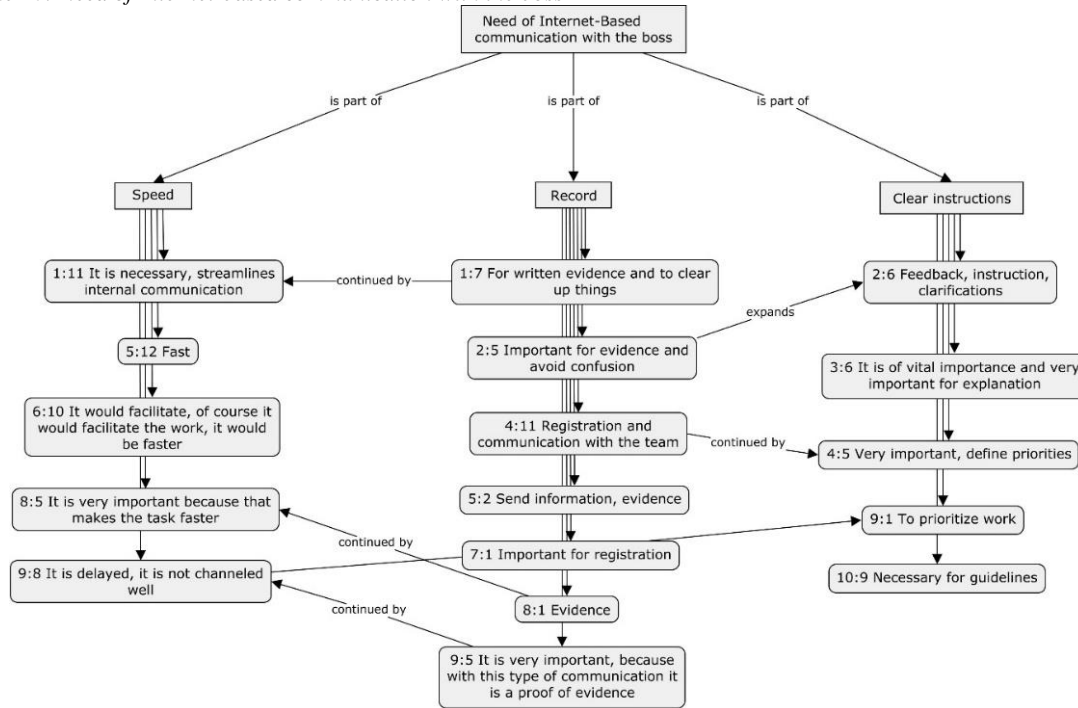 Need of Internet-Based
communication with the boss
is part of
is part of
is part of
Speed
Record
Clear instructions
1:11 It is necessary, streamlines
internal communication
continued by
1:7 For written evidence and to clear
up things
2:6 Feedback, instruction,
clarifications
expands
5:12 Fast
2:5 Important for evidence and
avoid confusion
3:6 It is of vital importance and very
important for explanation
6:10 It would facilitate, of course it
would facilitate the work, it would
be faster
4:11 Registration and
communication with the team
continued by
4:5 Very important, define priorities
8:5 It is very important because that
makes the task faster
5:2 Send information, evidence
9:1 To prioritize work
continued by
7:1 Important for registration
9:8 It is delayed, it is not channeled
well
10:9 Necessary for guidelines
8:1 Evidence
continued by
9:5 It is very important, because
with this type of communication it
is a proof of evidence